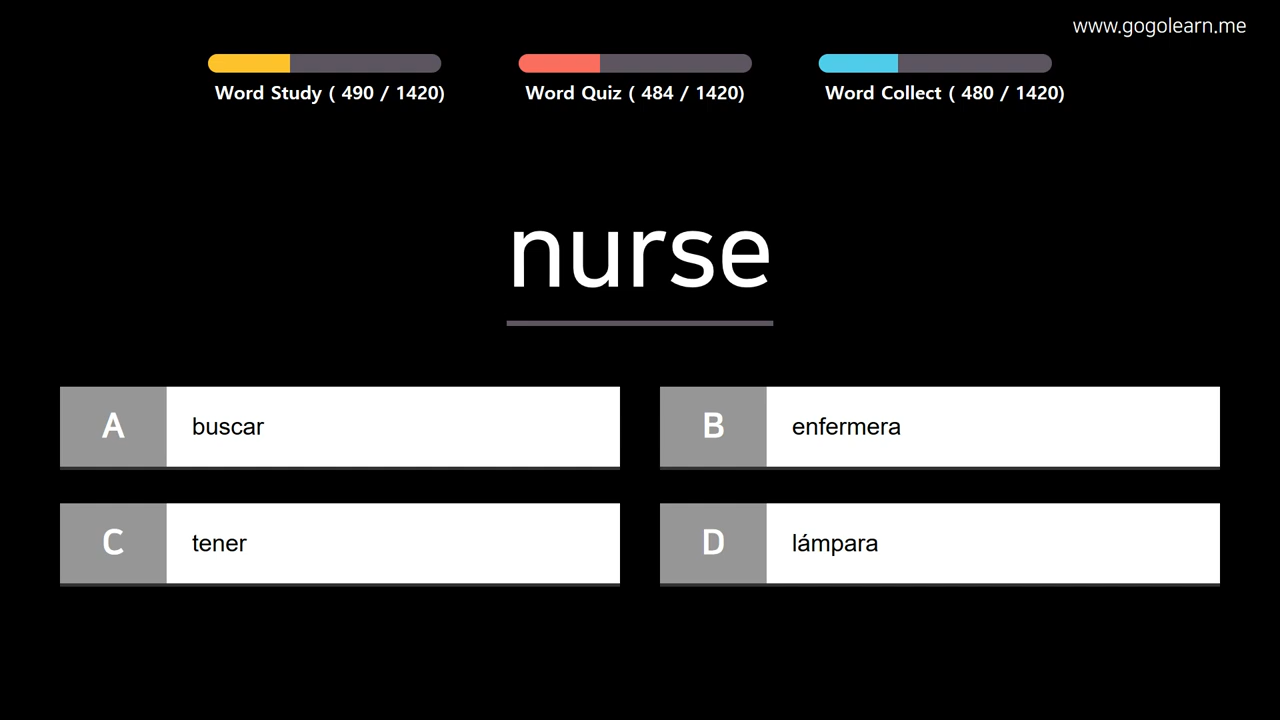 www.gogolearn.me
Word Study ( 490 / 1420)
Word Quiz ( 484 / 1420)
Word Collect ( 480 / 1420)
nurse
A buscar
B enfermera
C tener
D lámpara